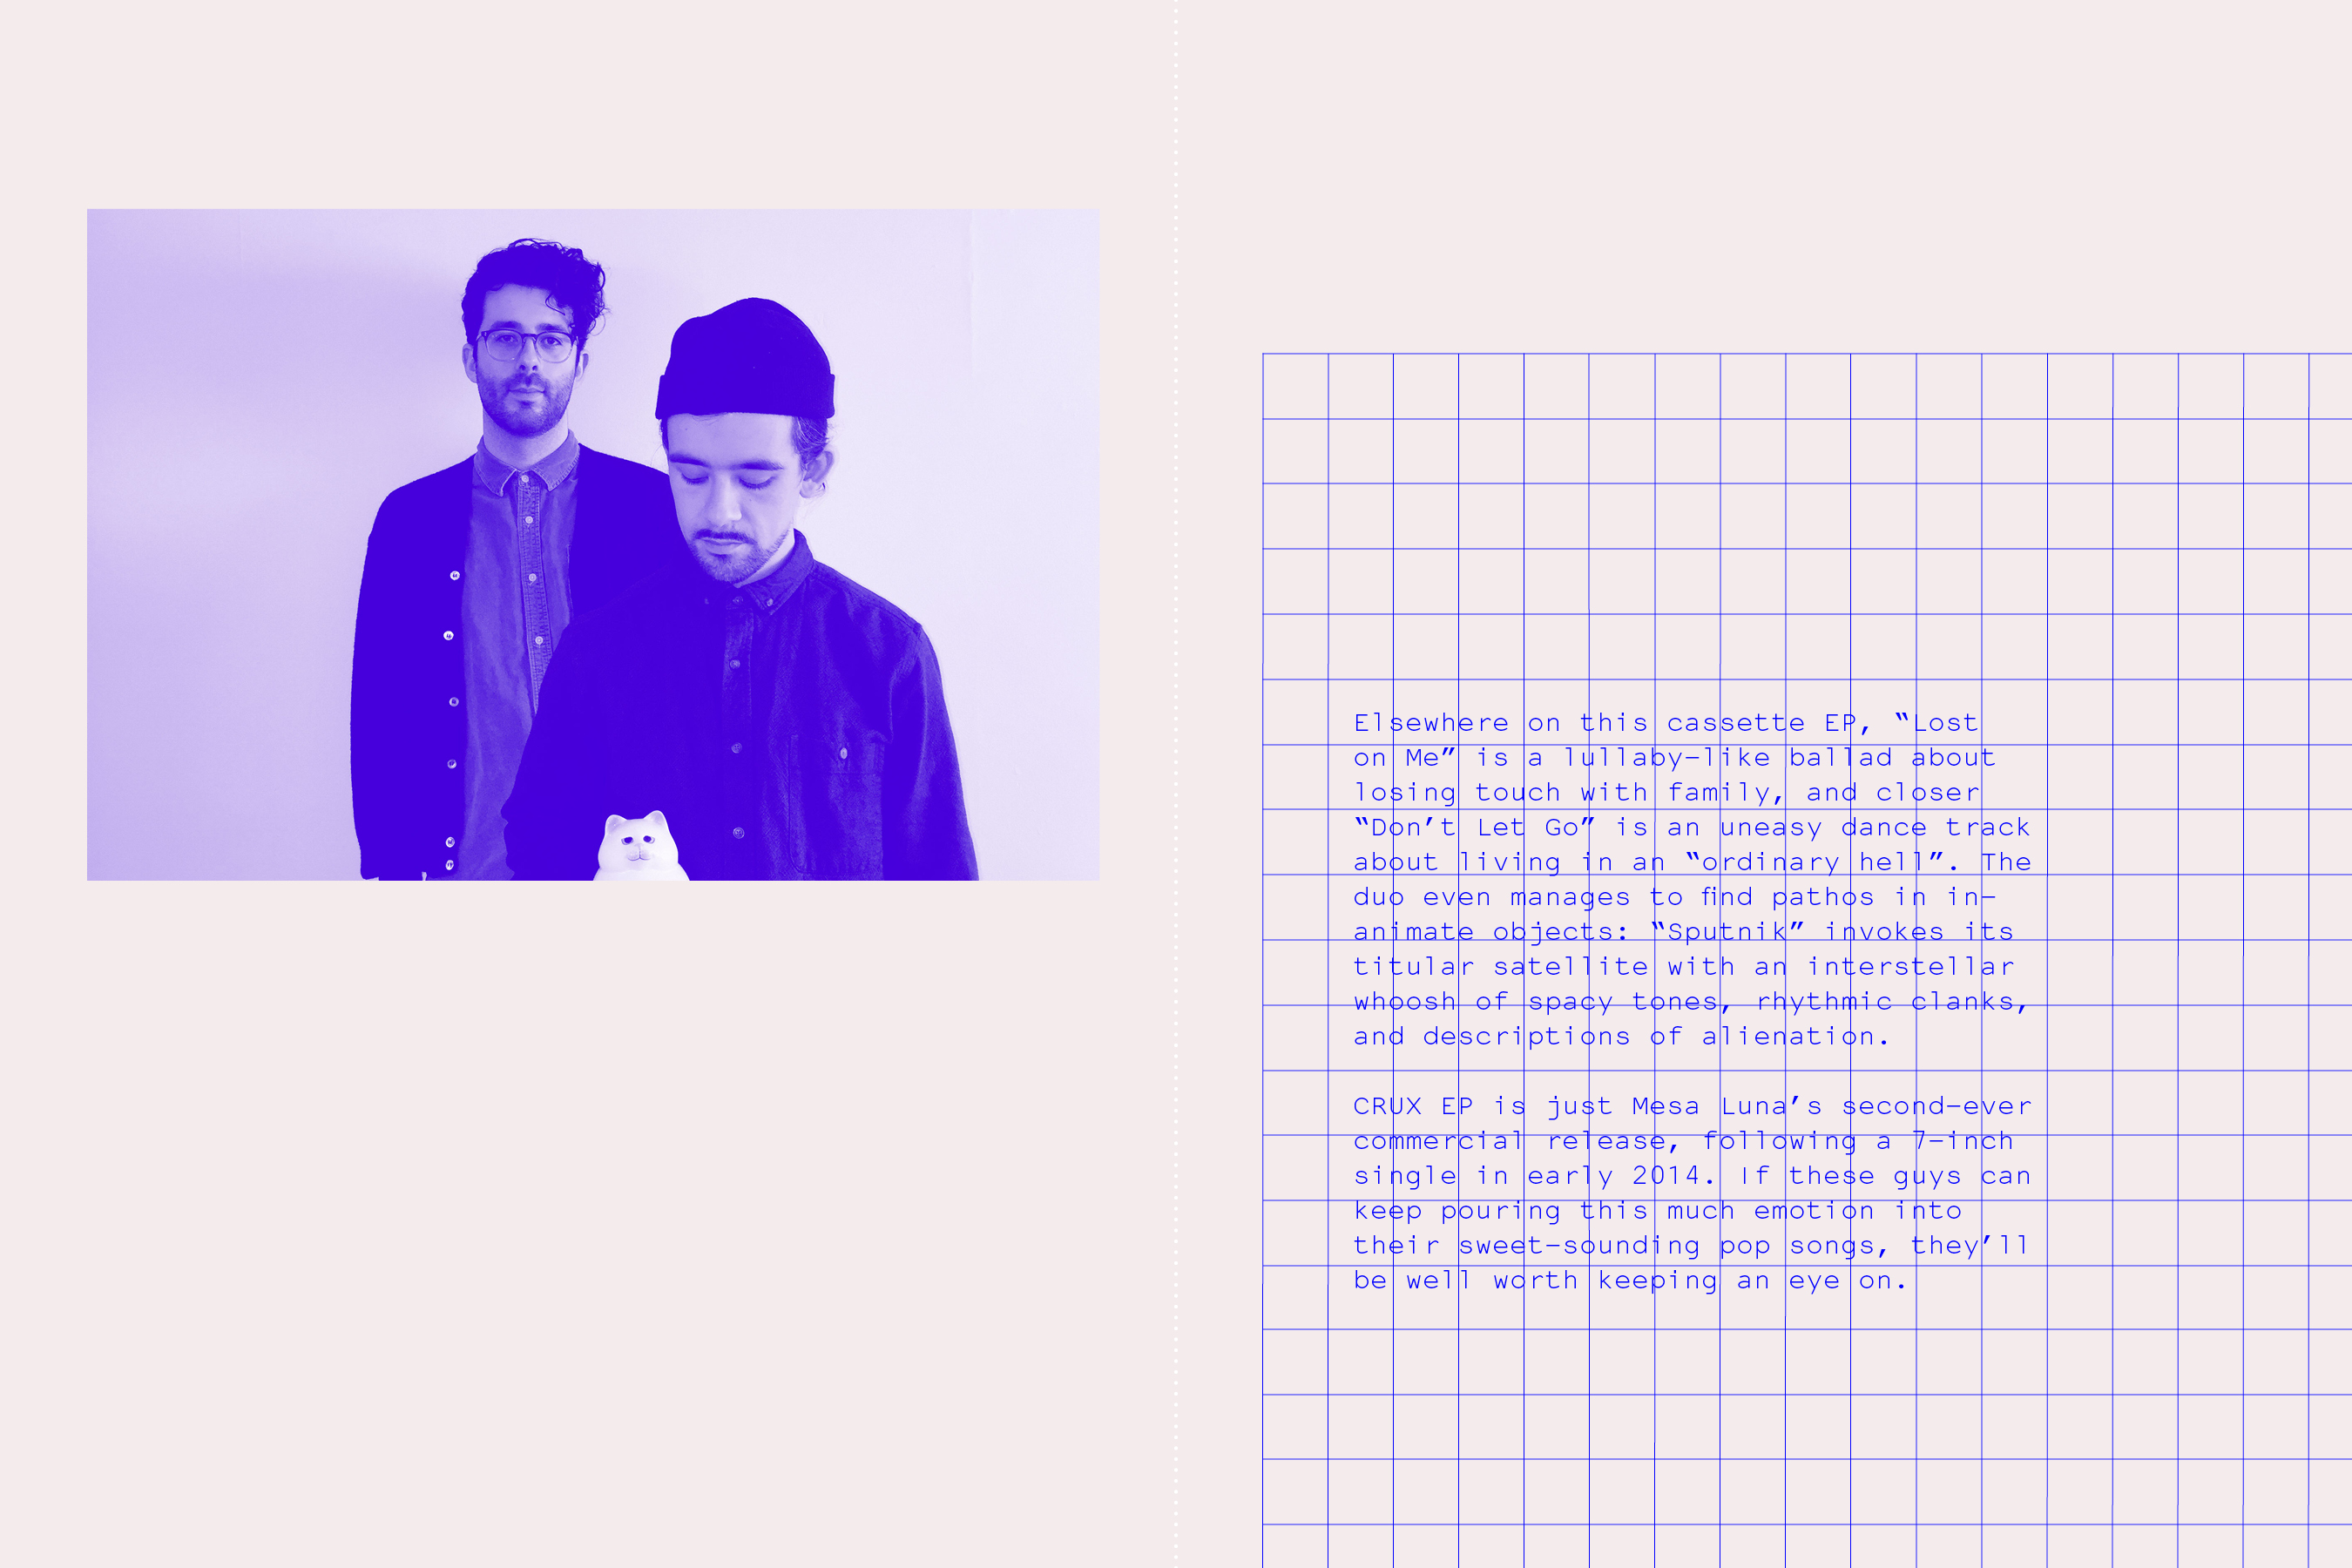 Elsewhere on this cassette EP, “Lost
on Me” is a lullaby-like ballad about
losing touch with family, and closer
“Don’t Let Go” is an uneasy dance track
about living in an “ordinary hell”. The
duo even manages to find pathos in in-
animate objects: “Sputnik” invokes its
titular satellite with an interstellar
whoosh of spacy tones, rhythmic clanks,
and descriptions of alienation.
CRUX EP is just Mesa Luna’s second-ever
commercial release, following a 7-inch
single in early 2014. If these guys can
keep pouring this much emotion into
their sweet-sounding pop songs, they’ll
be well worth keeping an eye on.